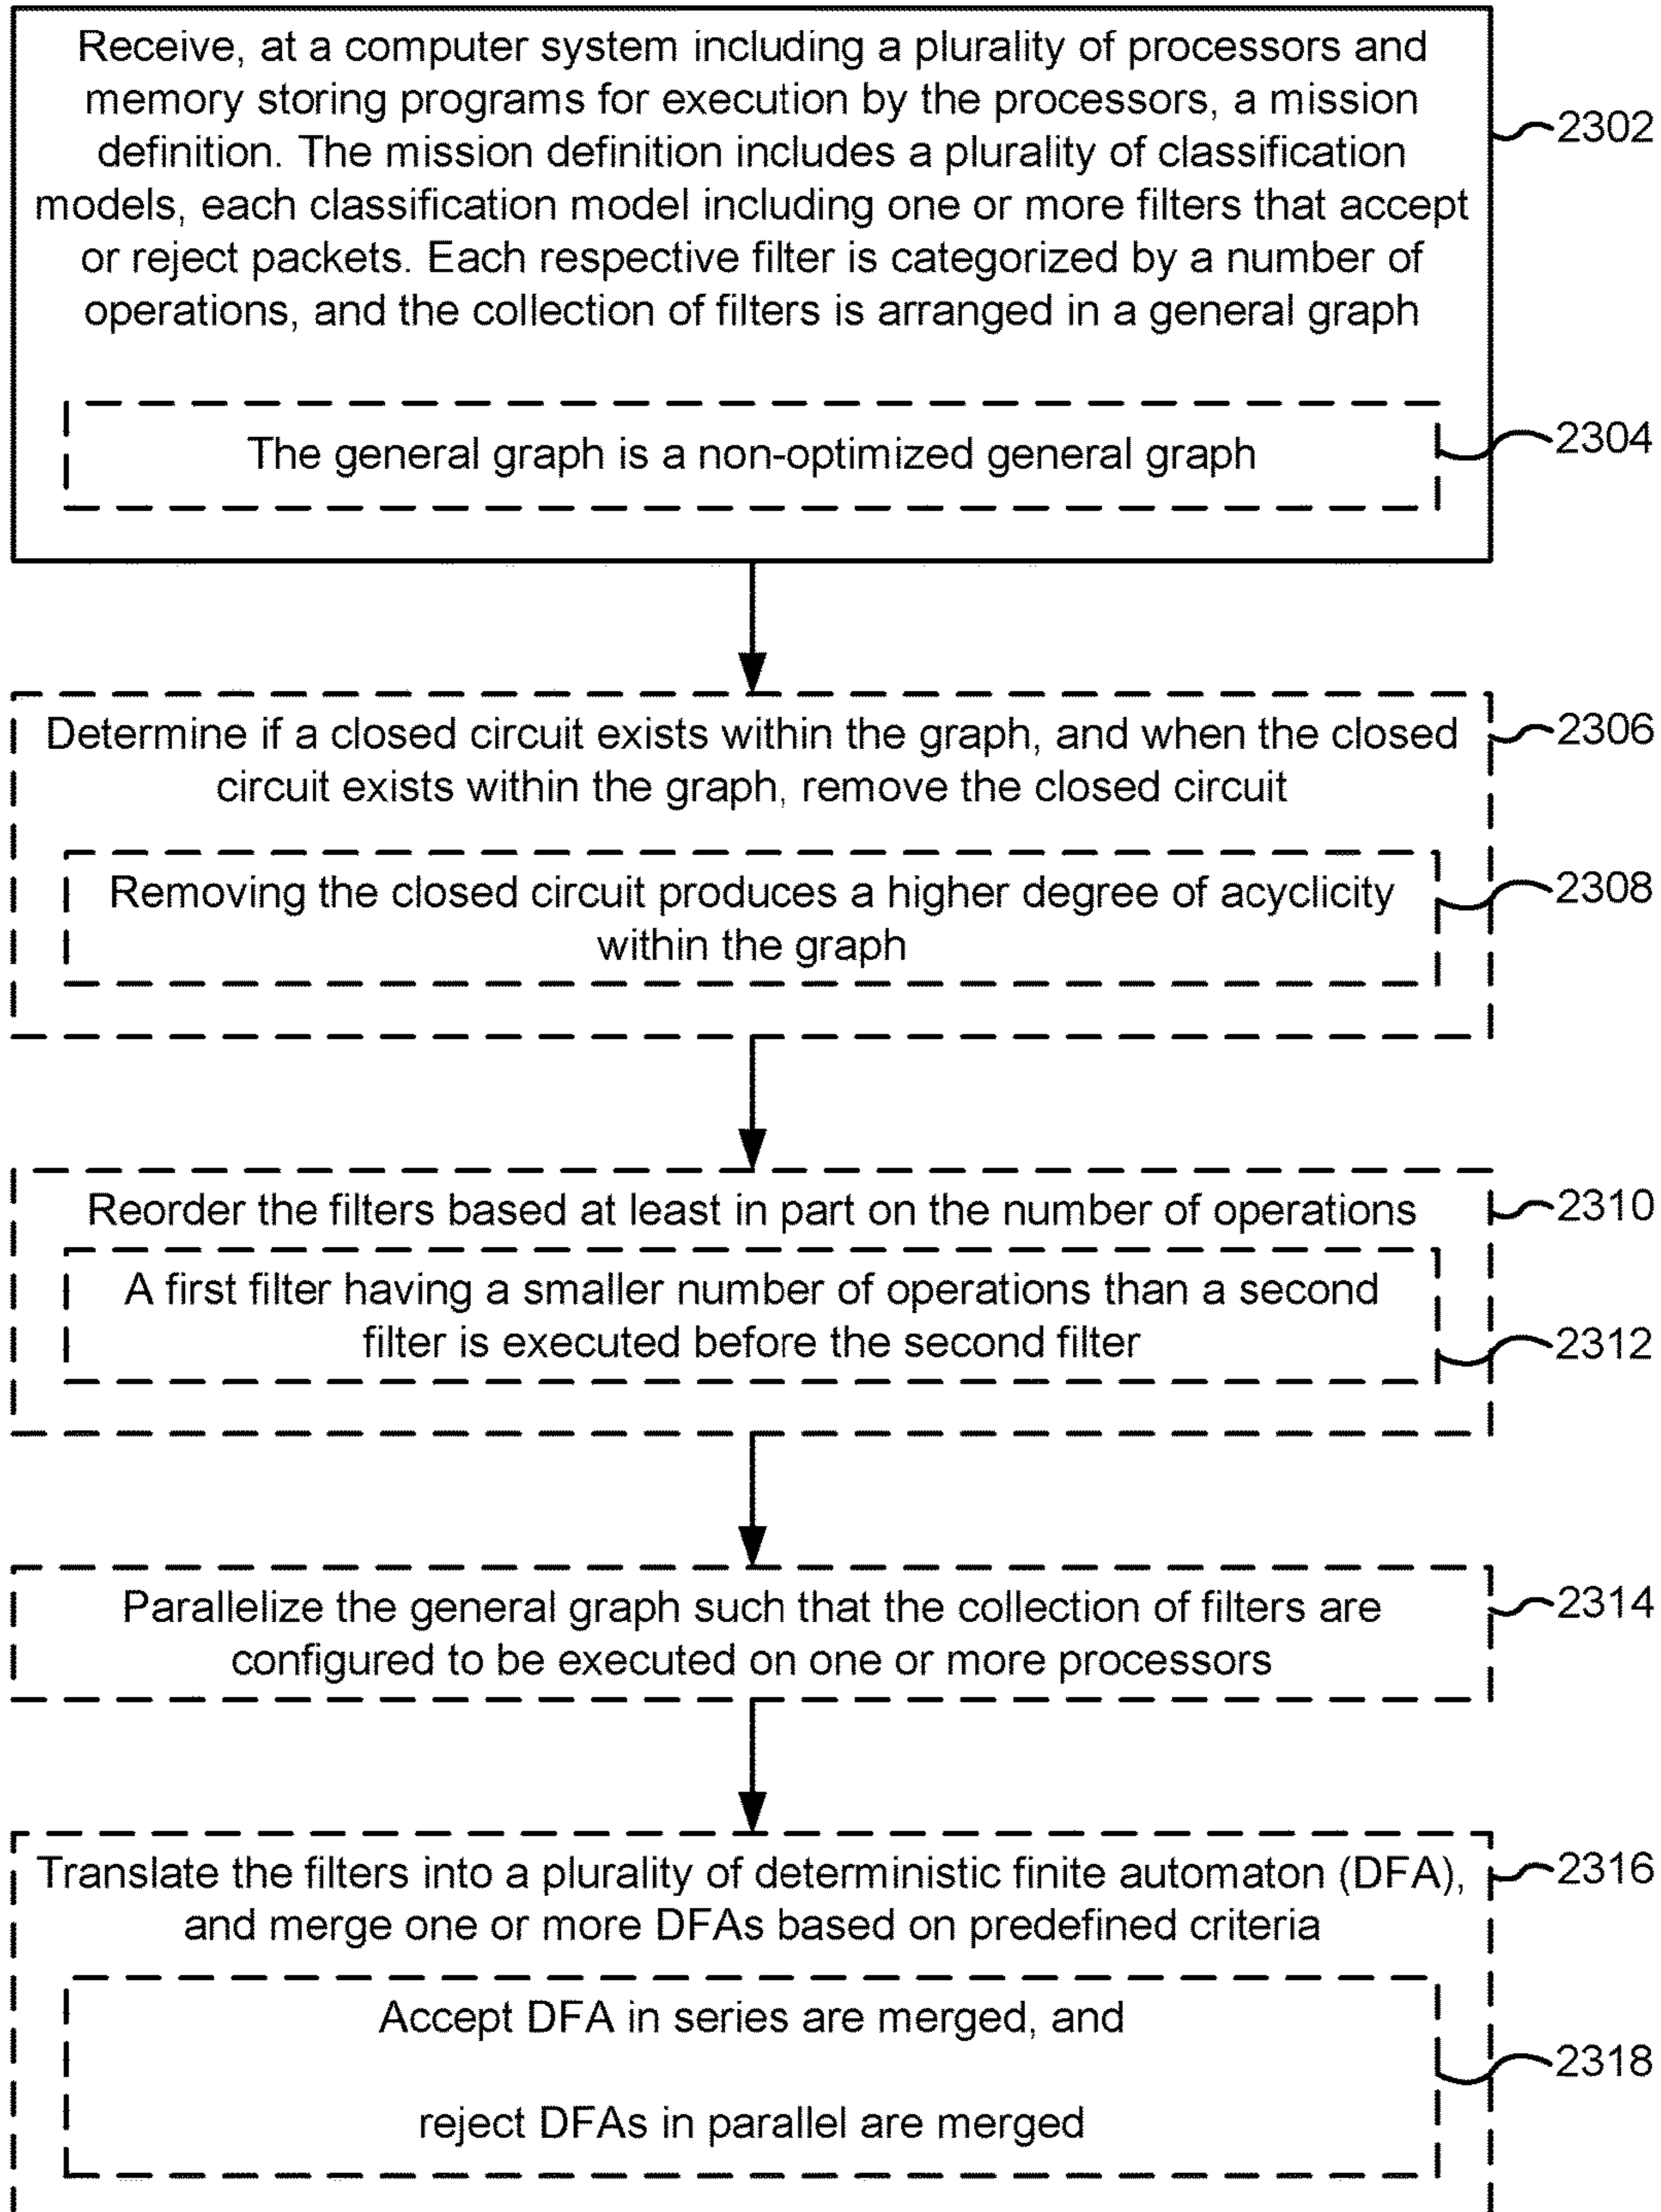 Receive, at a computer system including a plurality of processors and
memory storing programs for execution by the processors, a mission
definition. The mission definition includes a plurality of classification
models, each classification model including one or more filters that accept
or reject packets. Each respective filter is categorized by a number of
operations, and the collection of filters is arranged in a general graph
2302
The general graph is a non-optimized general graph
2304
Determine if a closed circuit exists within the graph, and when the closed
circuit exists within the graph, remove the closed circuit
2306
Removing the closed circuit produces a higher degree of acyclicity
within the graph
2308
Reorder the filters based at least in part on the number of operations
2310
A first filter having a smaller number of operations than a second
filter is executed before the second filter
2312
Parallelize the general graph such that the collection of filters are
configured to be executed on one or more processors
2314
Translate the filters into a plurality of deterministic finite automaton (DFA),
and merge one or more DFAs based on predefined criteria
2316
Accept DFA in series are merged, and
reject DFAs in parallel are merged
2318